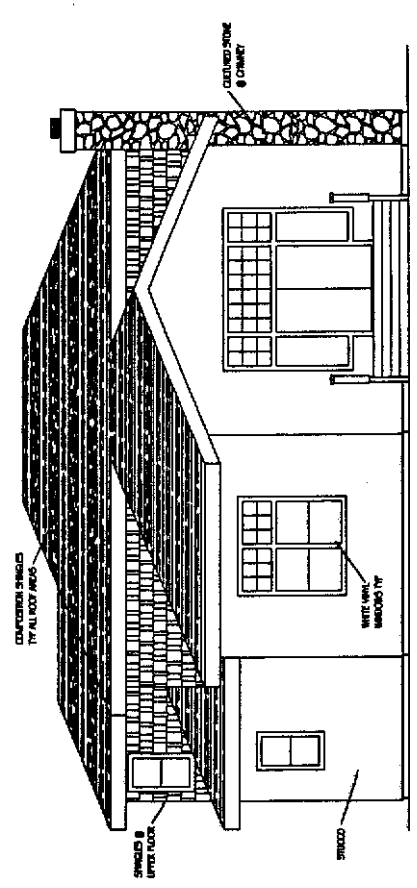 COMPOSITION SHINGLES
TYP ALL ROOF AREAS
CULTURED STONE
@ CHIMNEY
SHINGLES @
UPPER FLOOR
WHITE VINYL
WINDOWS TYP
STUCCO